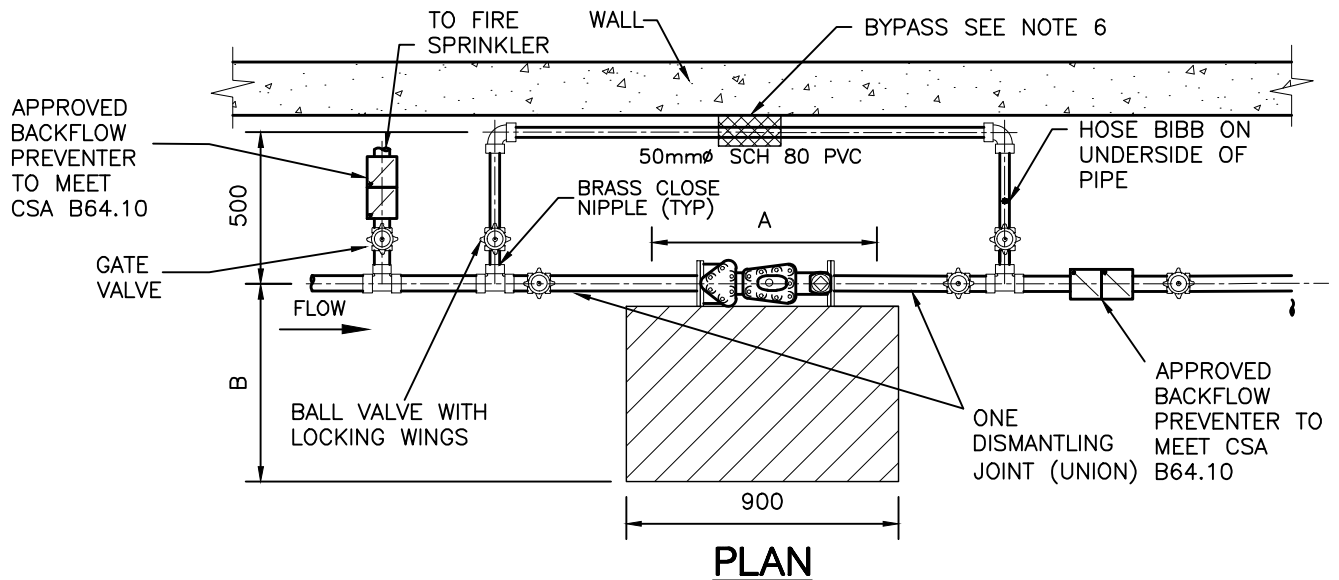 TO FIRE
SPRINKLER
WALL
BYPASS SEE NOTE 6
APPROVED
BACKFLOW
PREVENTER
TO MEET
CSA B64.10
HOSE BIBB ON
UNDERSIDE OF
PIPE
50mmø SCH 80 PVC
500
BRASS CLOSE
NIPPLE (TYP)
A
GATE
VALVE
FLOW
B
BALL VALVE WITH
LOCKING WINGS
ONE
DISMANTLING
JOINT (UNION)
APPROVED
BACKFLOW
PREVENTER TO
MEET CSA
B64.10
900
PLAN